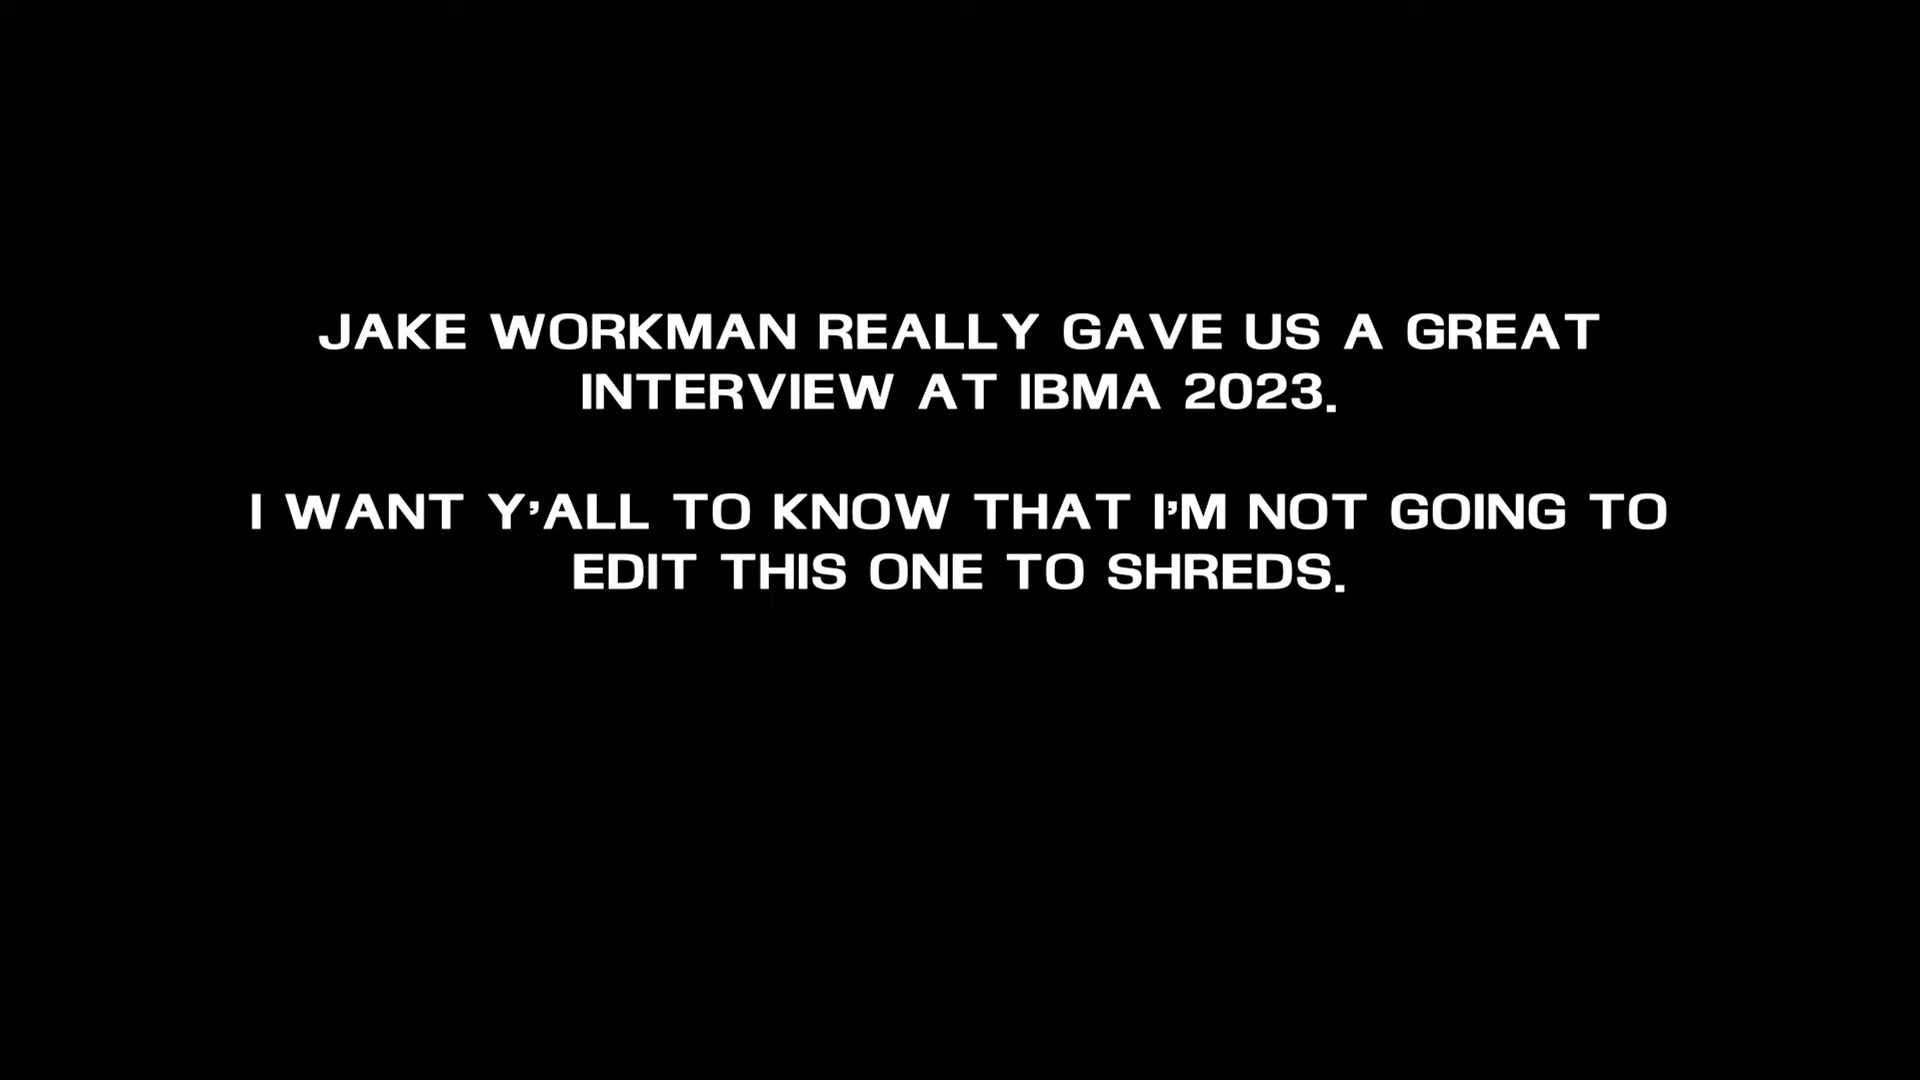 JAKE WORKMAN REALLY GAVE US A GREAT
INTERVIEW AT IBMA 2023.
I WANT Y'ALL TO KNOW THAT I'M NOT GOING TO
EDIT THIS ONE TO SHREDS.